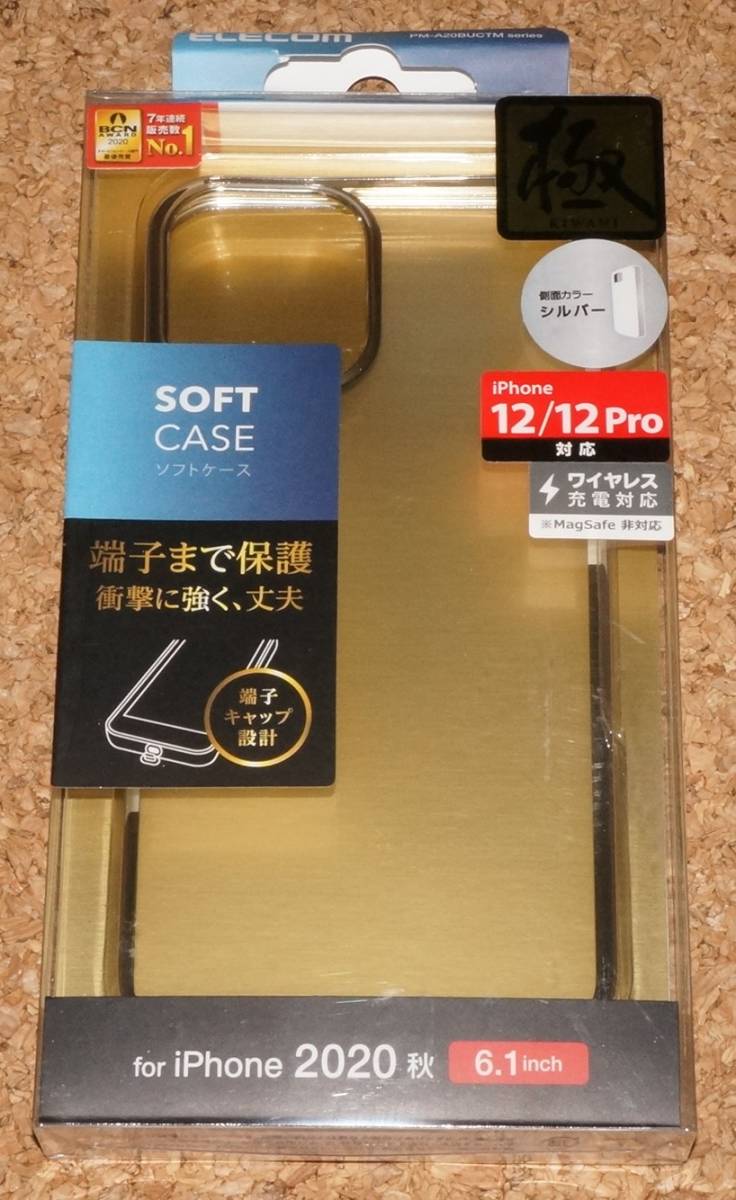 ELECOM
PM-A20BUCTM series
BCN
AWARD
2020
7年連続
販売数
No.1
極
KIWAMI
側面カラー
シルバー
iPhone
12/12 Pro
対応
ワイヤレス
充電対応
※MagSafe 非対応
SOFT
CASE
ソフトケース
端子まで保護
衝撃に強く、丈夫
端子
キャップ
設計
for iPhone 2020 秋 6.1inch